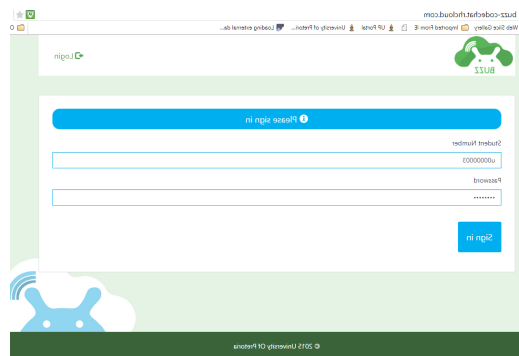 buzz-codechat.rhcloud.com
Web Slice Gallery Imported From IE UP Portal University of Pretori... Loading external da...
BUZZ
Login
Please sign in
Student Number
u00000003
Password
Sign in
© 2015 University Of Pretoria